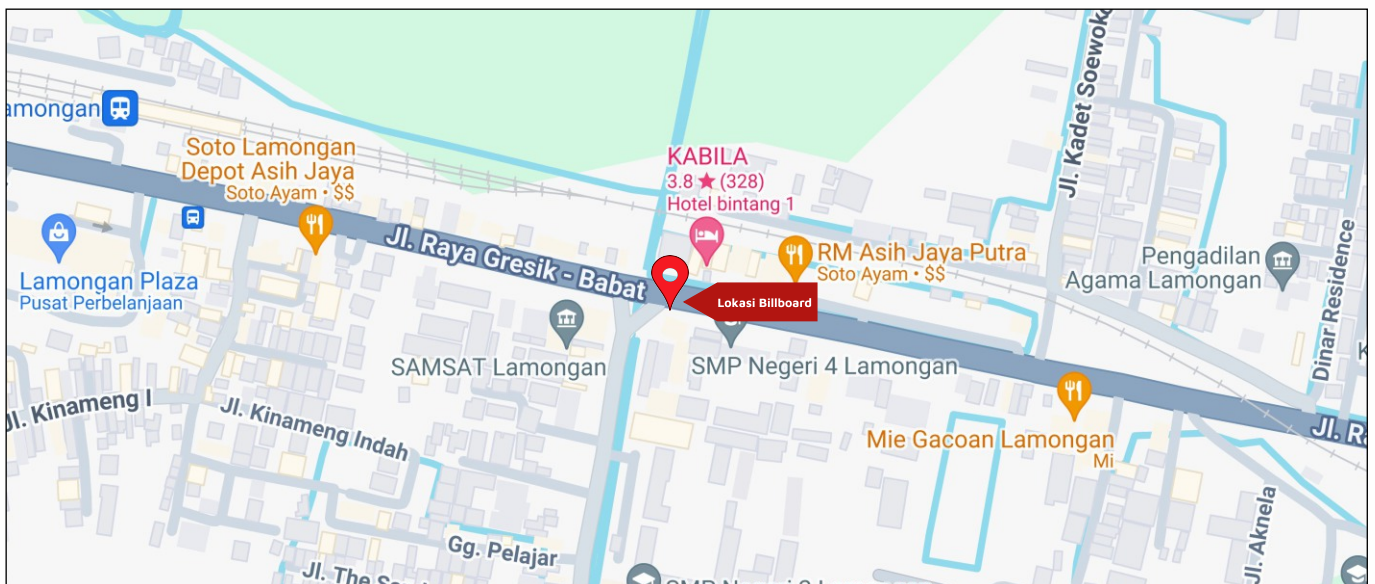 amongan
Soto Lamongan
Depot Asih Jaya
Soto Ayam • $$
Lamongan Plaza
Pusat Perbelanjaan
Jl. Raya Gresik - Babat
KABILA
3.8 ★ (328)
Hotel bintang 1
RM Asih Jaya Putra
Soto Ayam • $$
Jl. Kadet Soewoko
Pengadilan
Agama Lamongan
Dinar Residence
K
Lokasi Billboard
SAMSAT Lamongan
SMP Negeri 4 Lamongan
Mie Gacoan Lamongan
Mi
Jl. Ra
Jl. Kinameng I
Jl. Kinameng Indah
Gg. Pelajar
Jl. Aknela